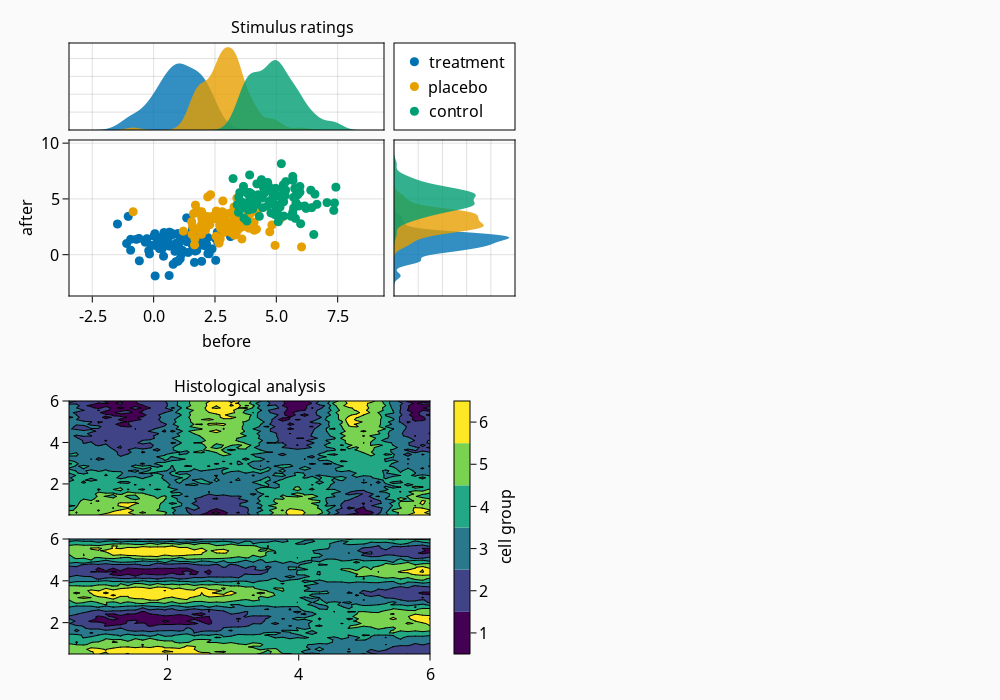 Stimulus ratings
treatment
placebo
control
10
5
0
after
-2.5 0.0 2.5 5.0 7.5
before
Histological analysis
6
4
2
6
4
2
2 4 6
6
5
4
3
2
1
cell group